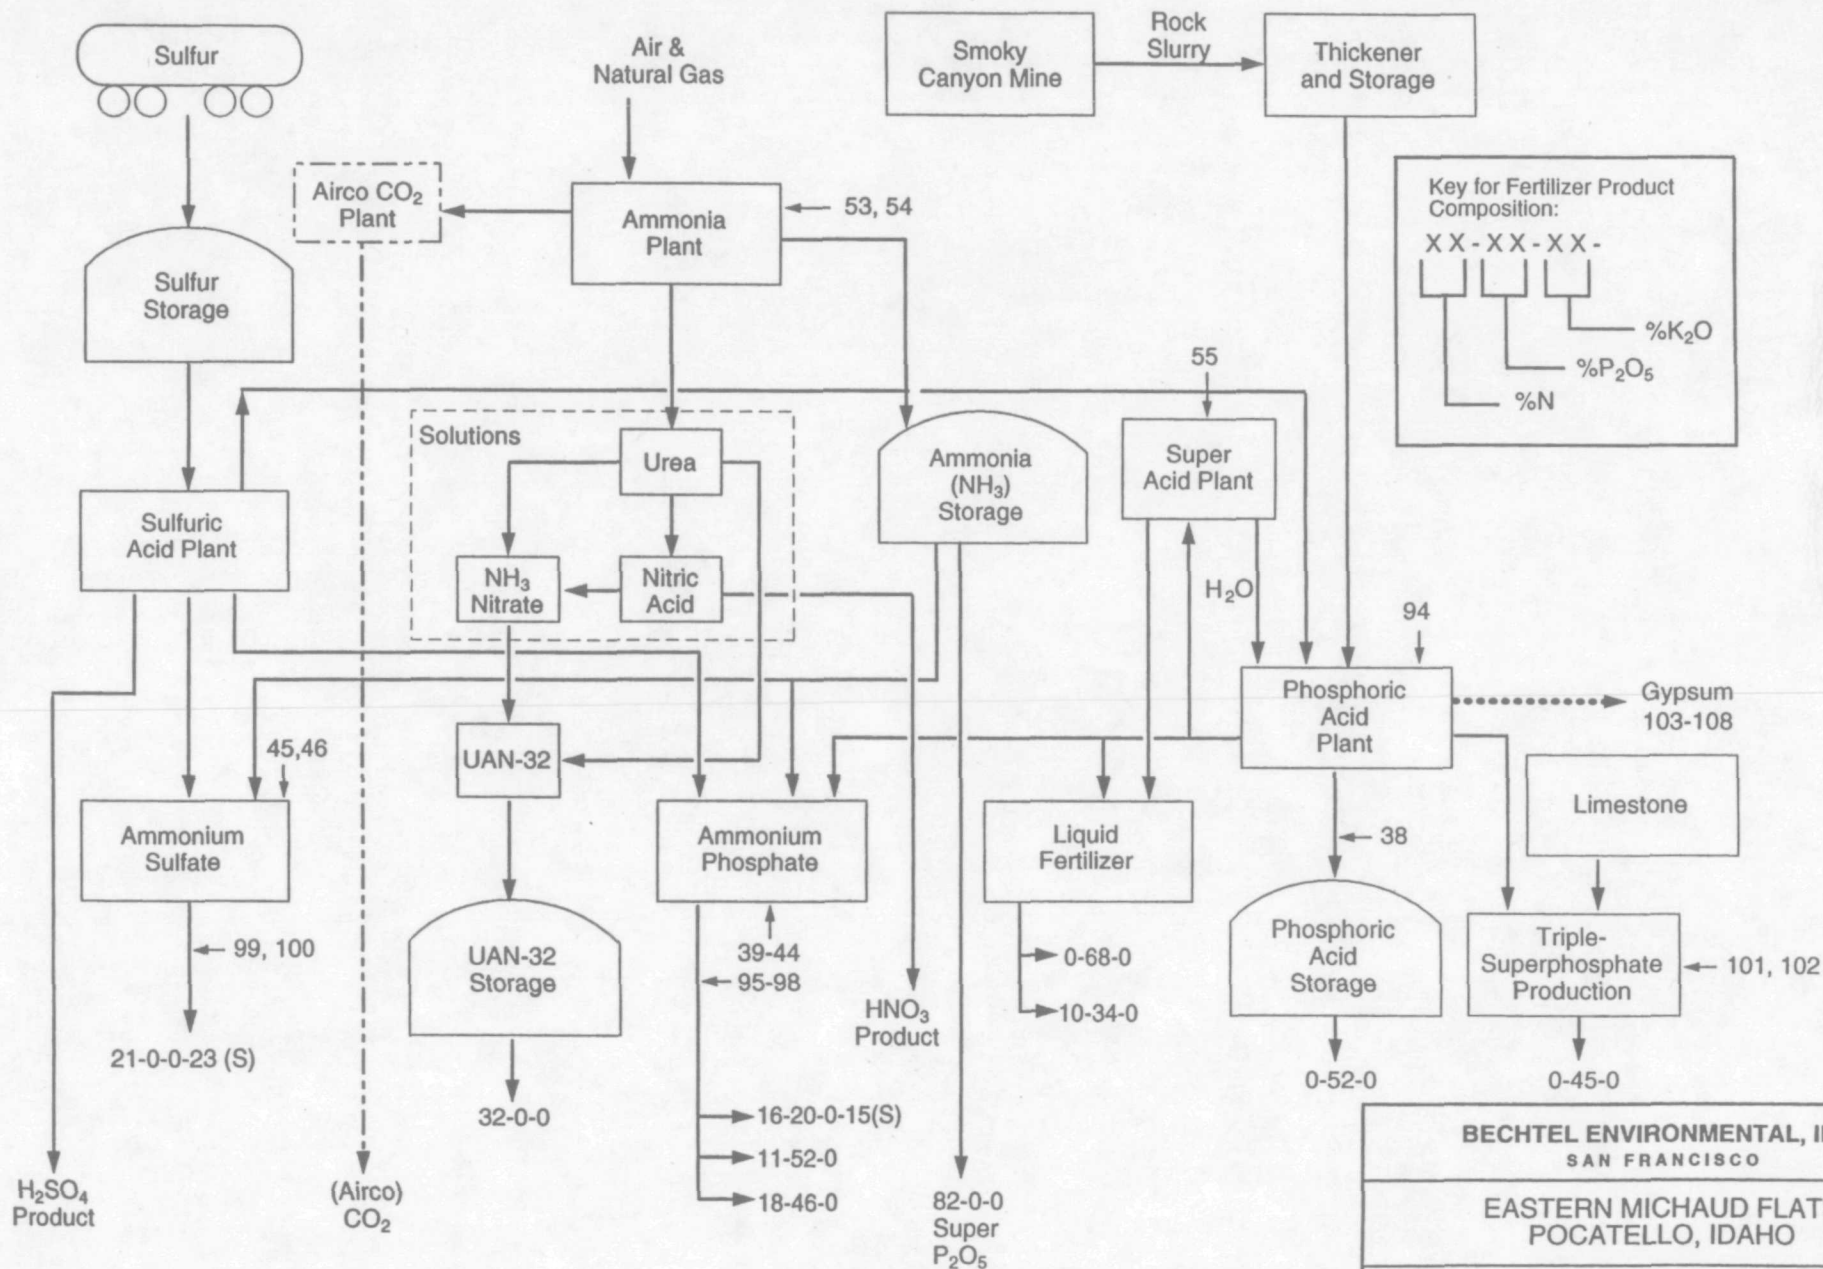 Sulfur
Air &
Natural Gas
Smoky
Canyon Mine
Rock
Slurry
Thickener
and Storage
Airco CO₂
Plant
Ammonia
Plant
53, 54
Key for Fertilizer Product
Composition:
XX-XX-XX-
%K₂O
%P₂O₅
%N
Sulfur
Storage
55
Solutions
Urea
Ammonia
(NH₃)
Storage
Super
Acid Plant
Sulfuric
Acid Plant
NH₃
Nitrate
Nitric
Acid
H₂O
94
Phosphoric
Acid
Plant
Gypsum
103-108
45,46
UAN-32
Limestone
Ammonium
Sulfate
Ammonium
Phosphate
Liquid
Fertilizer
38
99, 100
UAN-32
Storage
39-44
95-98
0-68-0
10-34-0
Phosphoric
Acid
Storage
Triple-
Superphosphate
Production
101, 102
HNO₃
Product
21-0-0-23 (S)
32-0-0
0-52-0
0-45-0
16-20-0-15(S)
11-52-0
18-46-0
H₂SO₄
Product
(Airco)
CO₂
82-0-0
Super
P₂O₅
BECHTEL ENVIRONMENTAL,
SAN FRANCISCO
EASTERN MICHAUD FLAT
POCATELLO, IDAHO